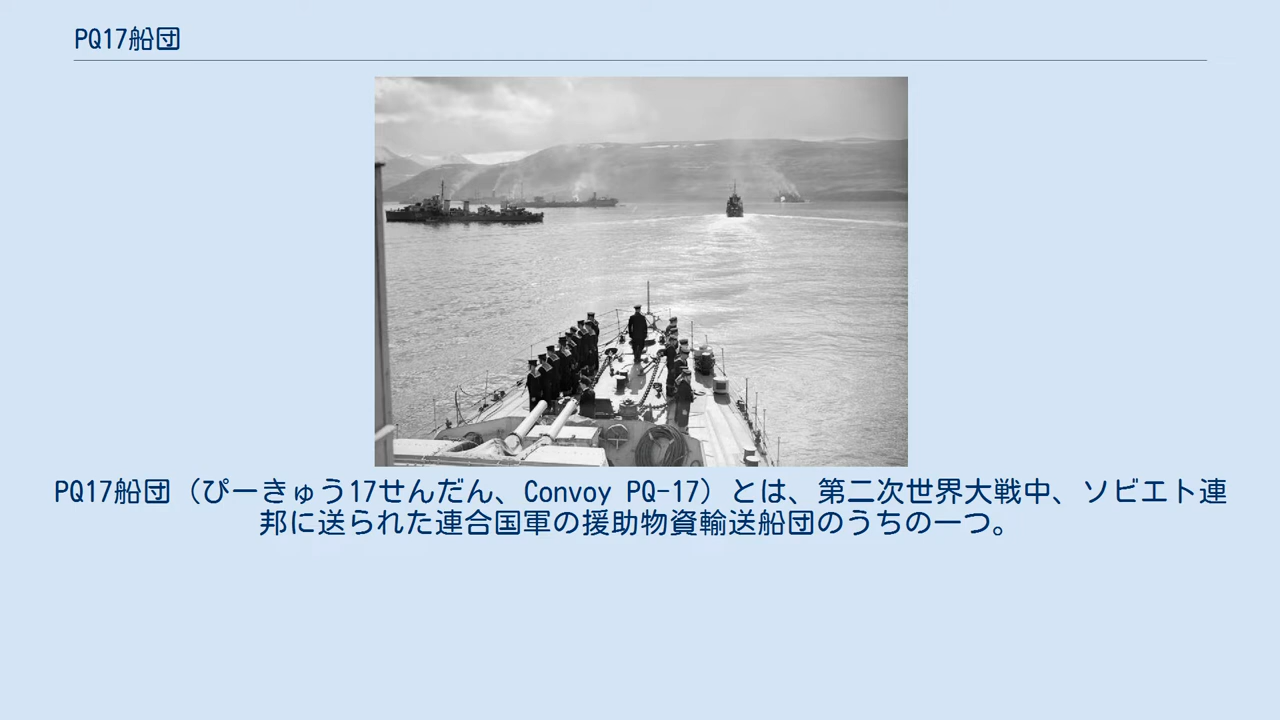 PQ17船団
PQ17船団（ぴーきゅう17せんだん、Convoy PQ-17）とは、第二次世界大戦中、ソビエト連
邦に送られた連合国軍の援助物資輸送船団のうちの一つ。